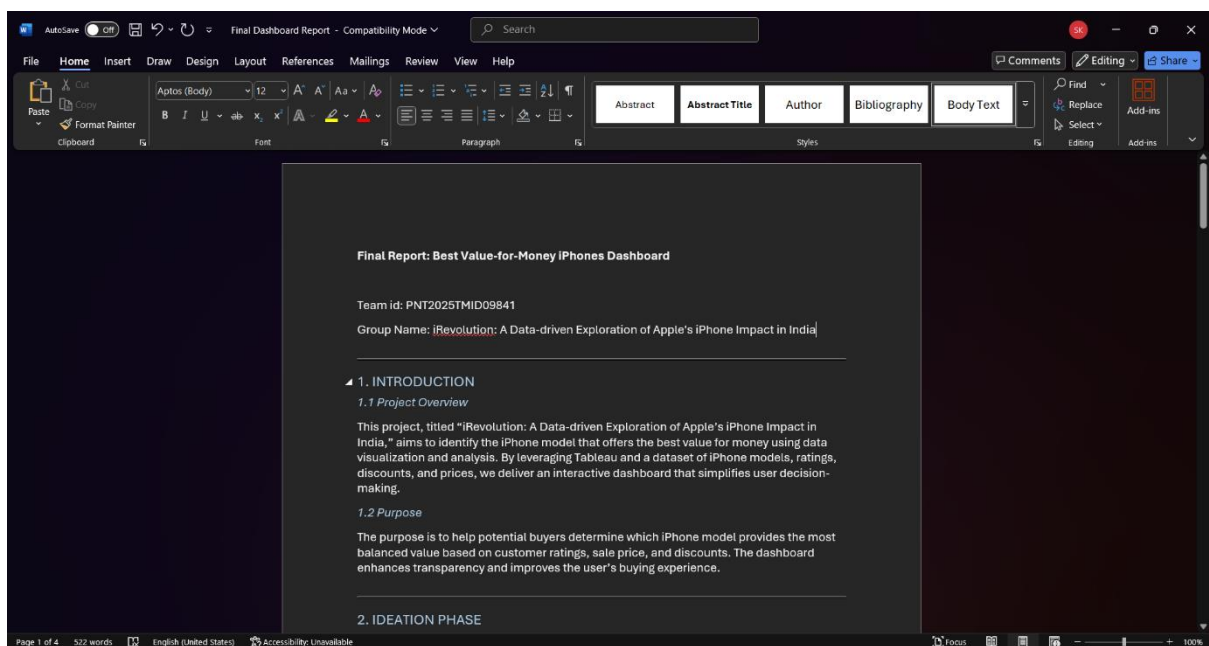 AutoSave Off Final Dashboard Report - Compatibility Mode Search SK
File Home Insert Draw Design Layout References Mailings Review View Help Comments Editing Share
Paste
Cut
Copy
Format Painter
Clipboard
Aptos (Body) 12
Font
Paragraph
Abstract Abstract Title Author Bibliography Body Text
Styles
Find
Replace
Select
Editing
Add-ins
Add-ins
Final Report: Best Value-for-Money iPhones Dashboard
Team id: PNT2025TMID09841
Group Name: iRevolution: A Data-driven Exploration of Apple's iPhone Impact in India
1. INTRODUCTION
1.1 Project Overview
This project, titled “iRevolution: A Data-driven Exploration of Apple's iPhone Impact in
India,” aims to identify the iPhone model that offers the best value for money using data
visualization and analysis. By leveraging Tableau and a dataset of iPhone models, ratings,
discounts, and prices, we deliver an interactive dashboard that simplifies user decision-
making.
1.2 Purpose
The purpose is to help potential buyers determine which iPhone model provides the most
balanced value based on customer ratings, sale price, and discounts. The dashboard
enhances transparency and improves the user's buying experience.
2. IDEATION PHASE
Page 1 of 4 522 words English (United States) Accessibility: Unavailable Focus 100%